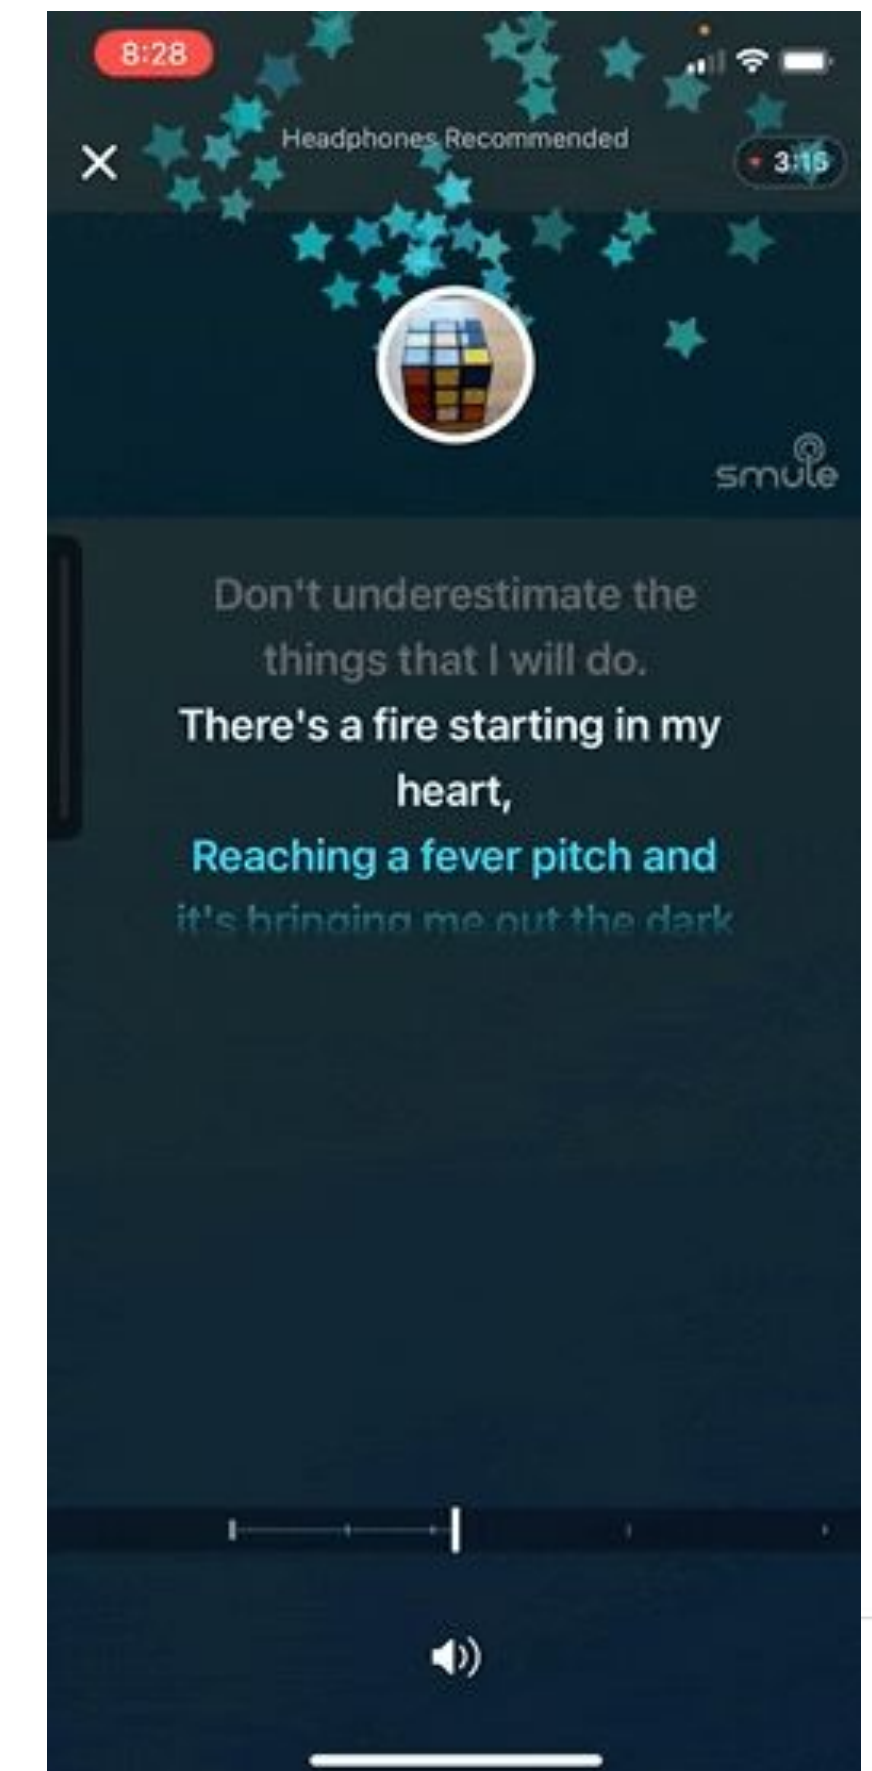 8:28
Headphones Recommended
3:15
smule
Don't underestimate the
things that I will do.
There's a fire starting in my
heart,
Reaching a fever pitch and
it's bringing me out the dark